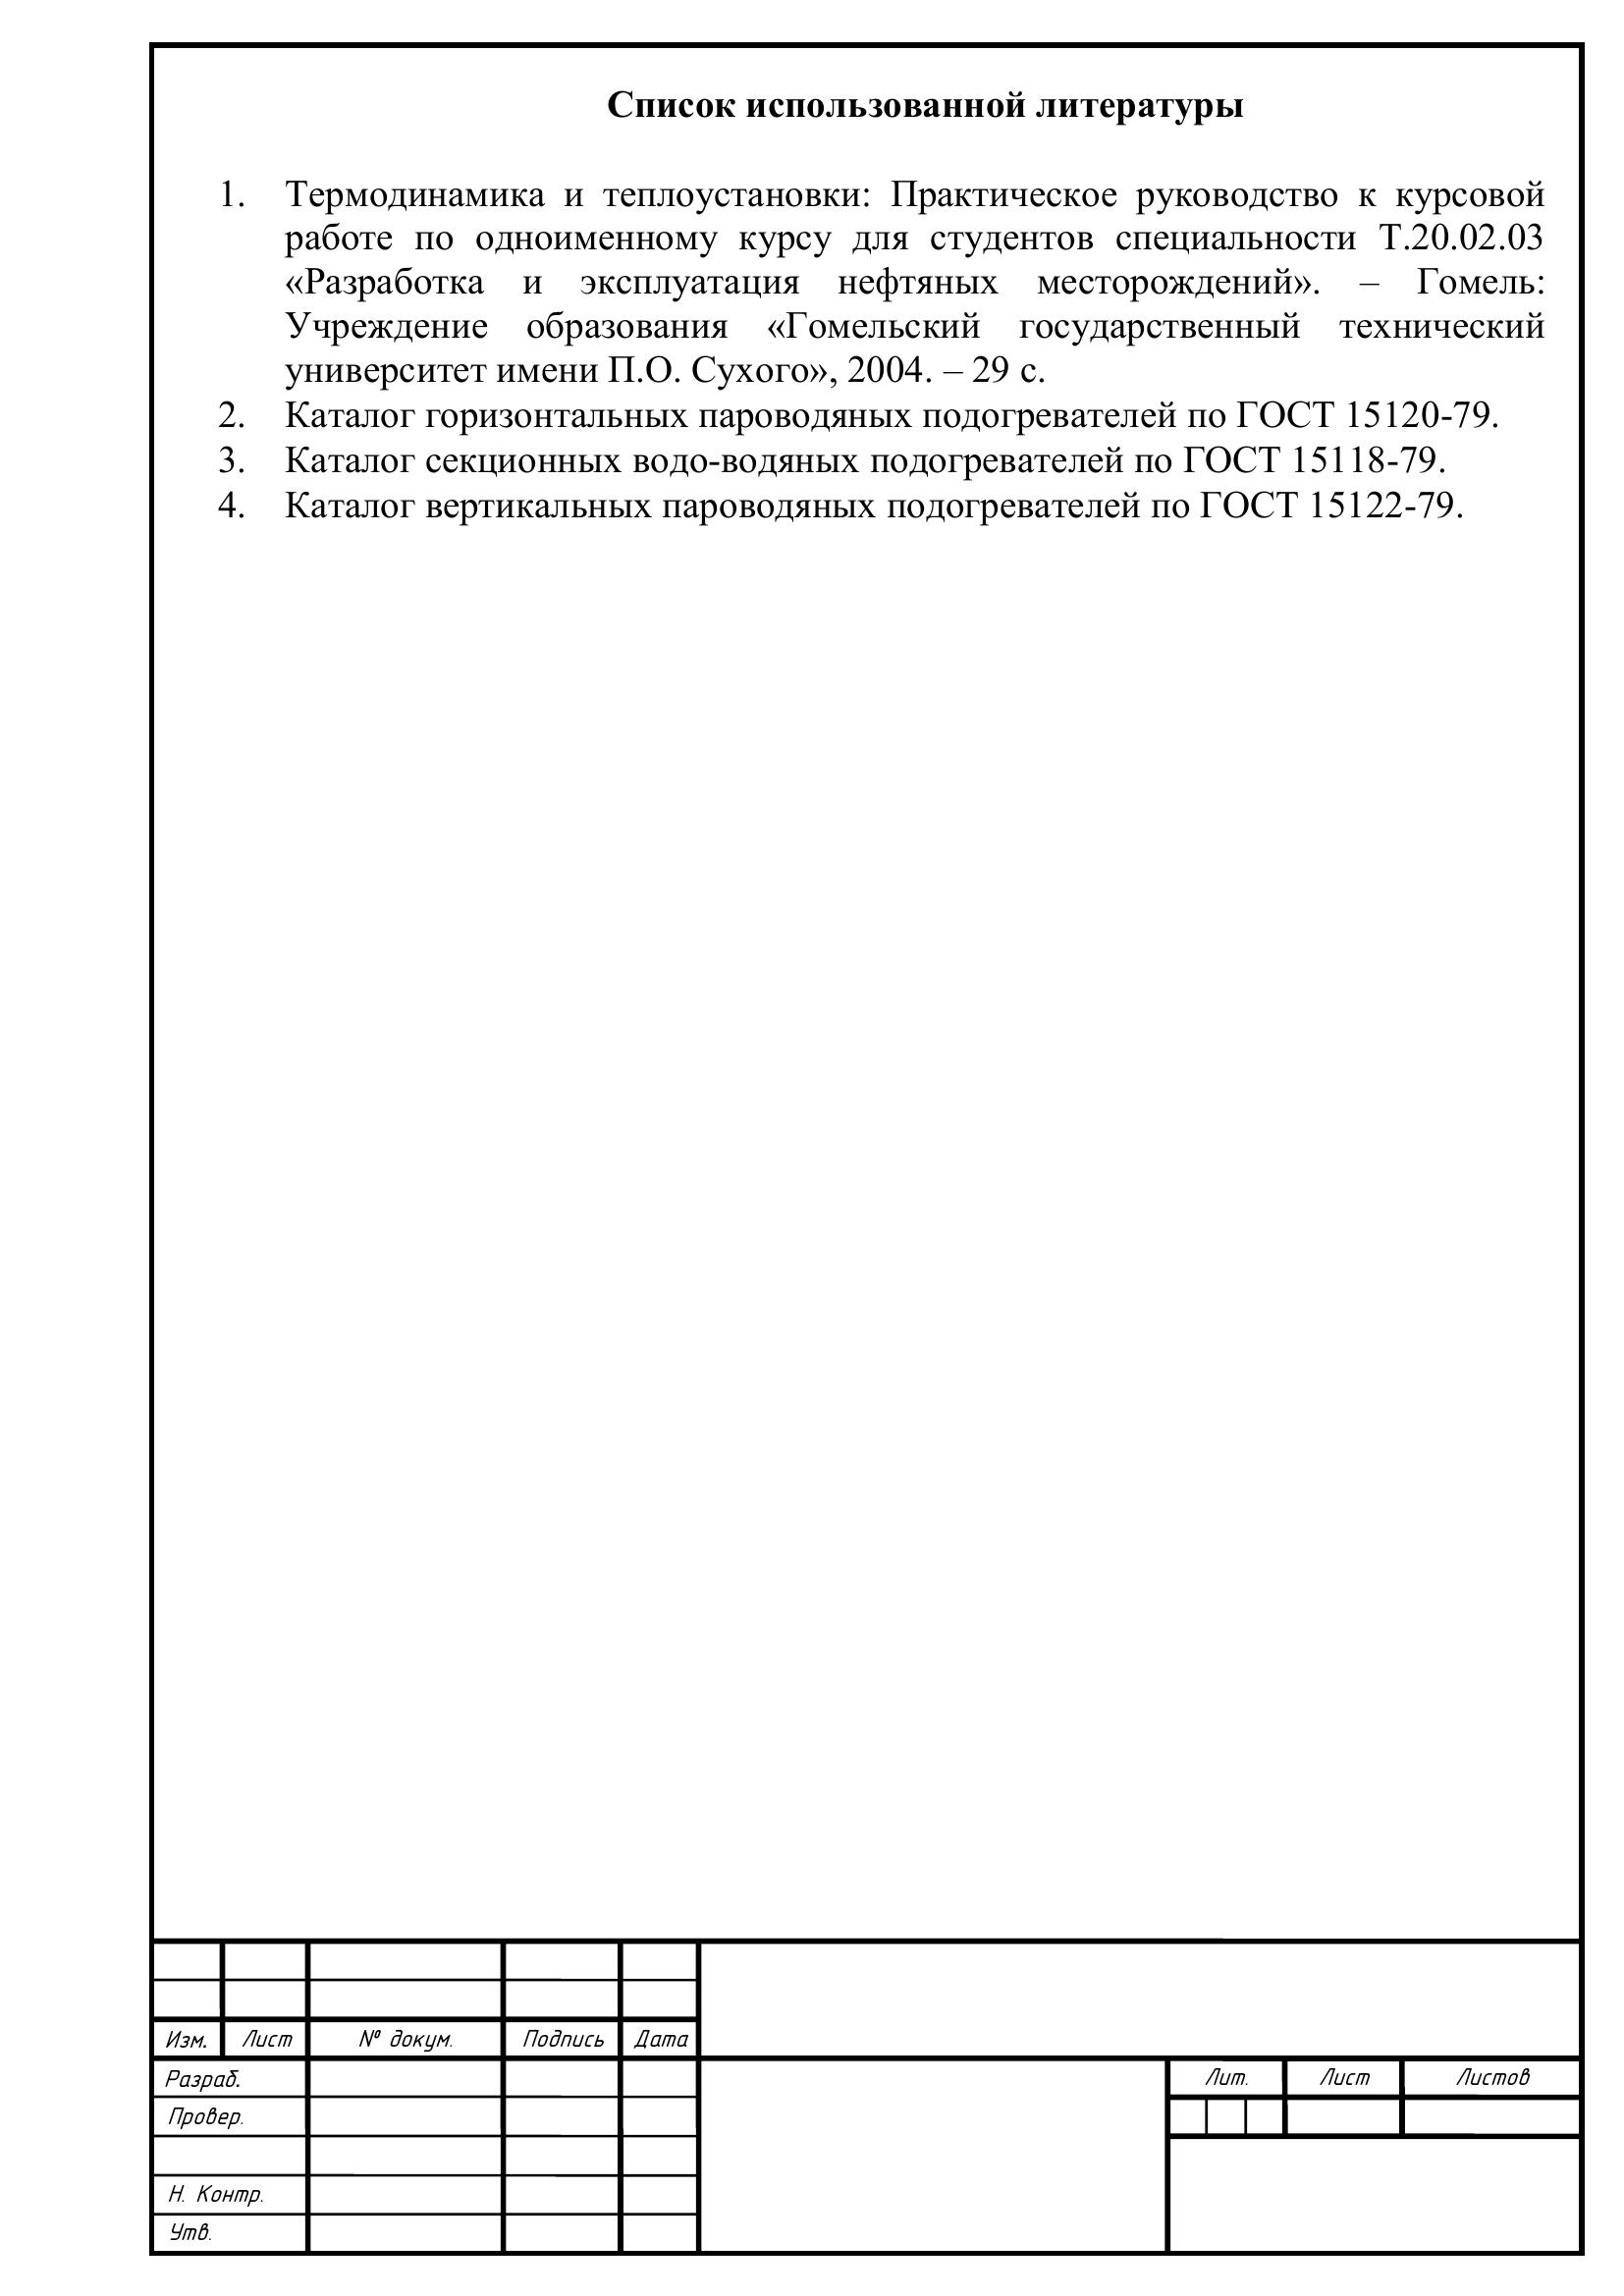 Список использованной литературы
1. Термодинамика и теплоустановки: Практическое руководство к курсовой
работе по одноименному курсу для студентов специальности Т.20.02.03
«Разработка и эксплуатация нефтяных месторождений». – Гомель:
Учреждение образования «Гомельский государственный технический
университет имени П.О. Сухого», 2004. – 29 с.
2. Каталог горизонтальных пароводяных подогревателей по ГОСТ 15120-79.
3. Каталог секционных водо-водяных подогревателей по ГОСТ 15118-79.
4. Каталог вертикальных пароводяных подогревателей по ГОСТ 15122-79.
Изм. Лист № докум. Подпись Дата
Разраб. Лит. Лист Листов
Провер.
Н. Контр.
Утв.